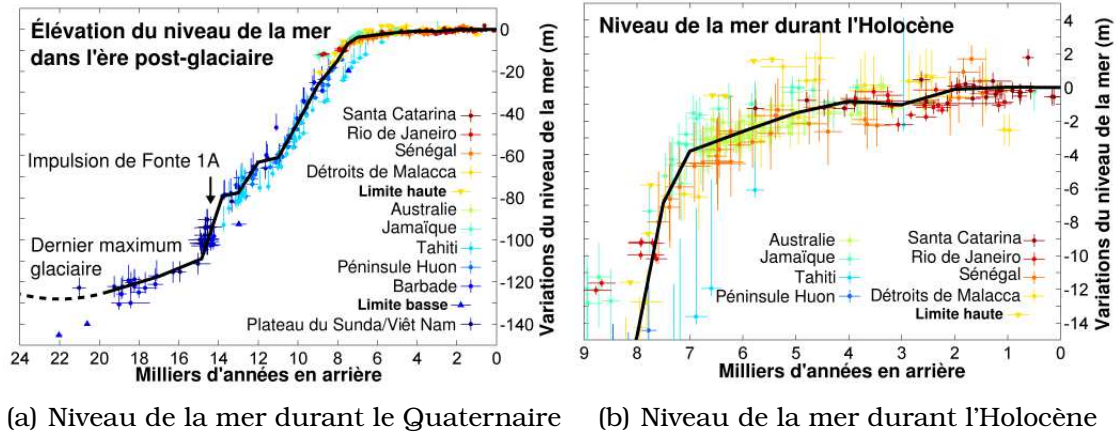 Élévation du niveau de la mer
dans l'ère post-glaciaire
Impulsion de Fonte 1A
Dernier maximum
glaciaire
Santa Catarina
Rio de Janeiro
Sénégal
Détroits de Malacca
Limite haute
Australie
Jamaïque
Tahiti
Péninsule Huon
Barbade
Limite basse
Plateau du Sunda/Viêt Nam
0
-20
-40
-60
-80
-100
-120
-140
Variations du niveau de la mer (m)
24 22 20 18 16 14 12 10 8 6 4 2 0
Milliers d'années en arrière
(a) Niveau de la mer durant le Quaternaire
Niveau de la mer durant l'Holocène
Australie
Jamaïque
Tahiti
Péninsule Huon
Santa Catarina
Rio de Janeiro
Sénégal
Détroits de Malacca
Limite haute
4
2
0
-2
-4
-6
-8
-10
-12
-14
Variations du niveau de la mer (m)
9 8 7 6 5 4 3 2 1 0
Milliers d'années en arrière
(b) Niveau de la mer durant l'Holocène